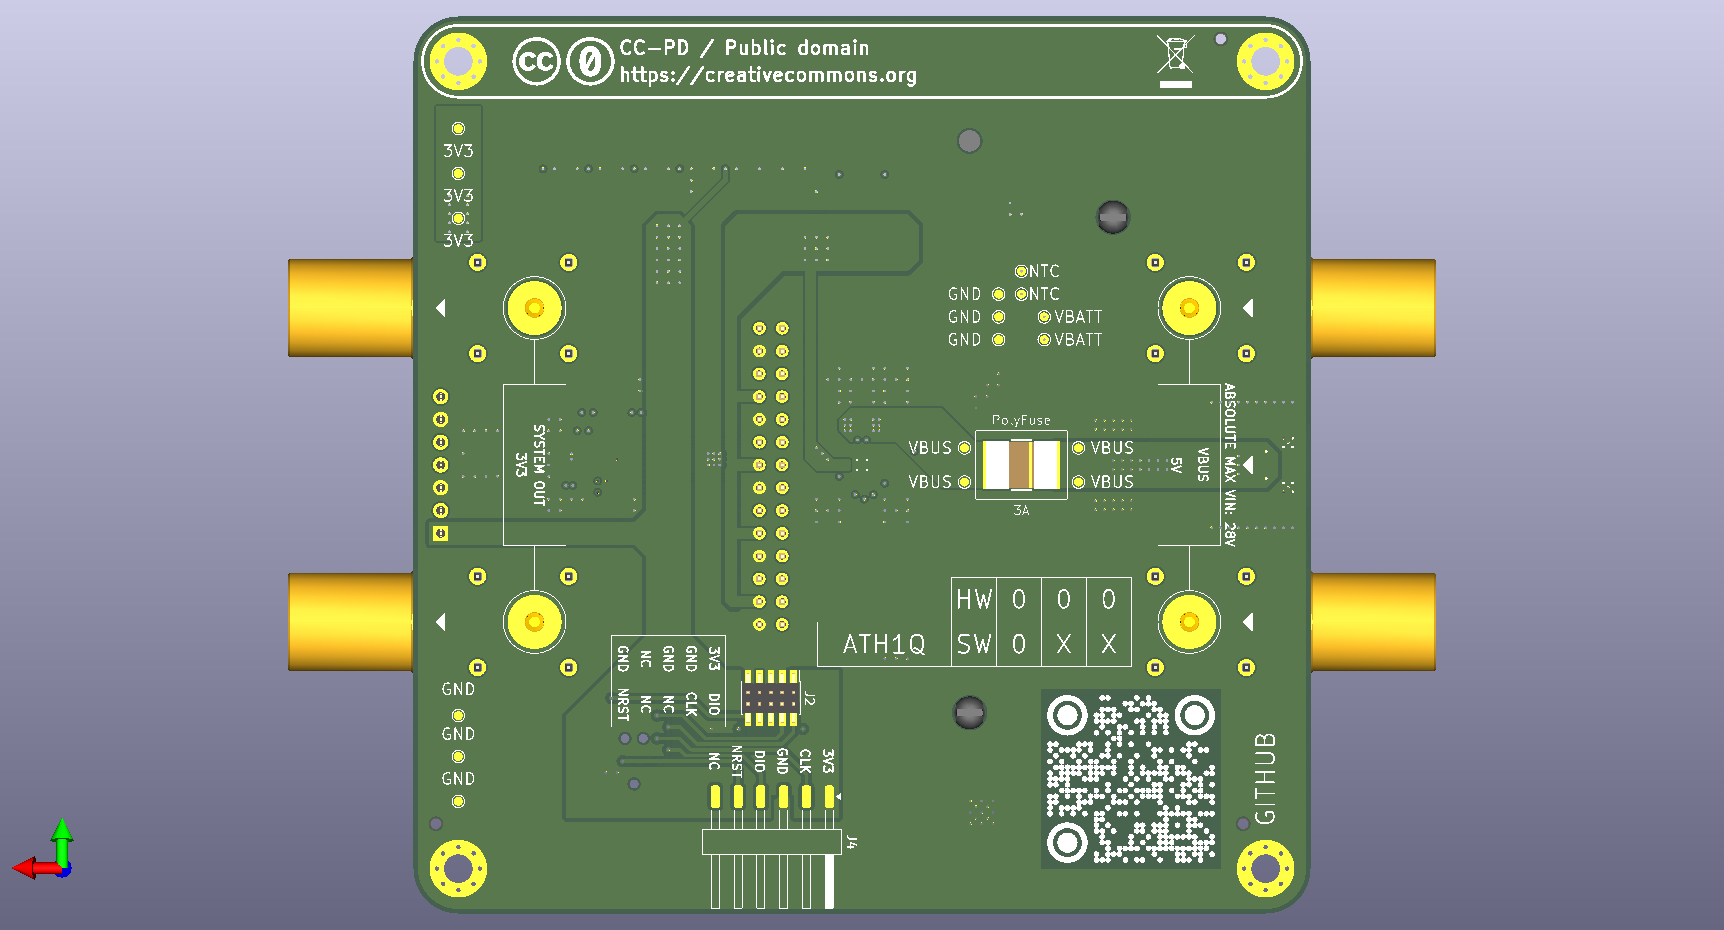 cc 0 CC-PD / Public domain
https://creativecommons.org
3V3
3V3
3V3
NTC
GND NTC
GND VBATT
GND VBATT
PolyFuse
VBUS VBUS
VBUS VBUS
3A
SYSTEM OUT
3V3
ABSOLUTE MAX VIN: 28V
VBUS
5V
HW 0 0 0
ATH1Q SW 0 X X
GND NC GND GND 3V3
NRST NC NC CLK DIO
J2
GND
GND
GND
NC NRST DIO GND CLK 3V3
J4
GITHUB